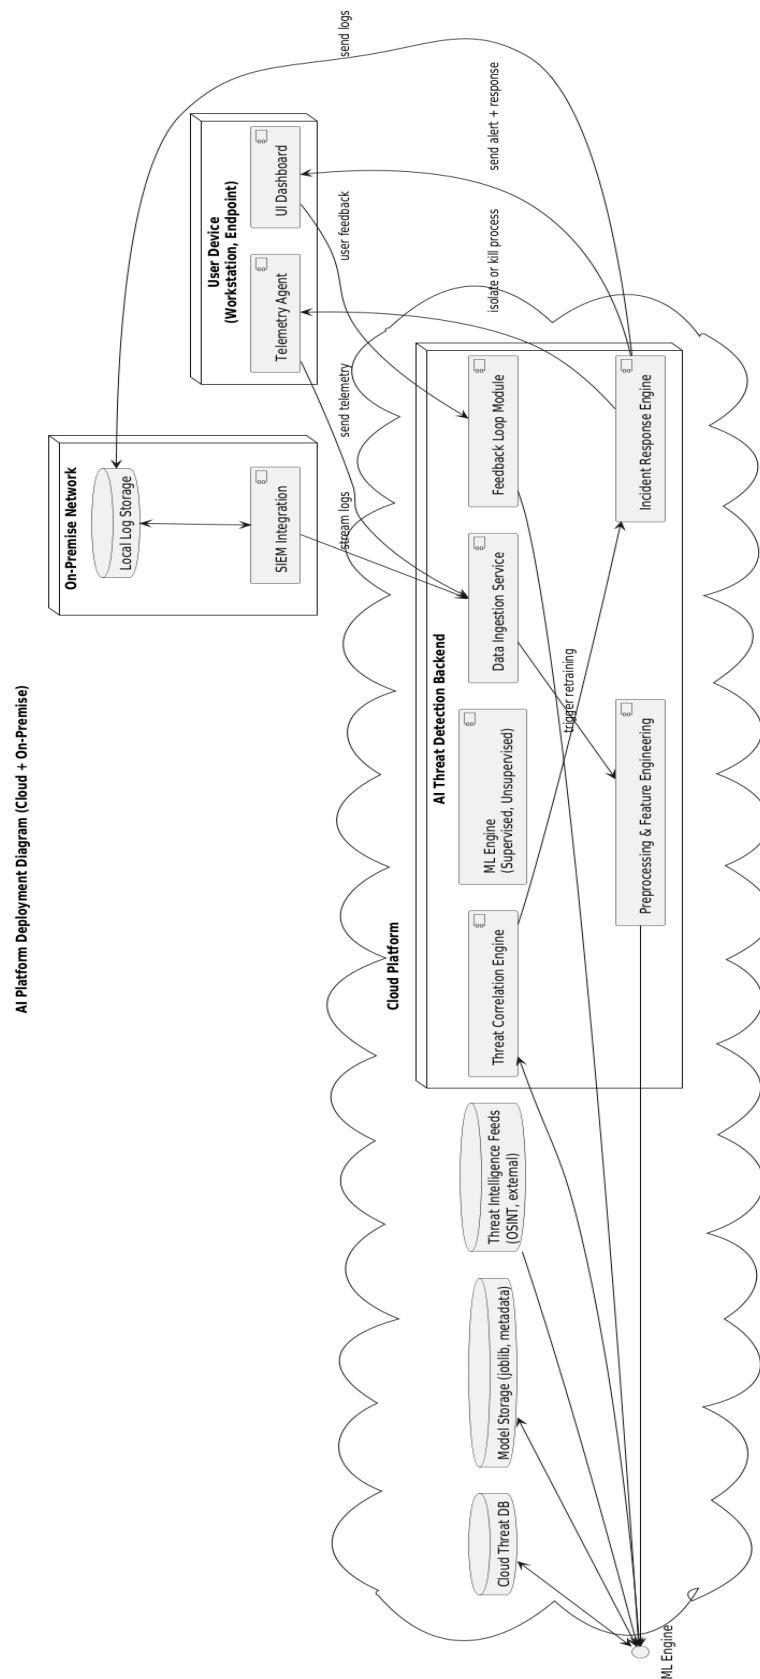 AI Platform Deployment Diagram (Cloud + On-Premise)
On-Premise Network
Local Log Storage
SIEM Integration
User Device
(Workstation, Endpoint)
Telemetry Agent
UI Dashboard
send logs
send alert + response
user feedback
isolate or kill process
send telemetry
stream logs
Cloud Platform
AI Threat Detection Backend
Threat Correlation Engine
ML Engine
(Supervised, Unsupervised)
Data Ingestion Service
Feedback Loop Module
trigger retraining
Preprocessing & Feature Engineering
Incident Response Engine
Cloud Threat DB
Model Storage (joblib, metadata)
Threat Intelligence Feeds
(OSINT, external)
ML Engine